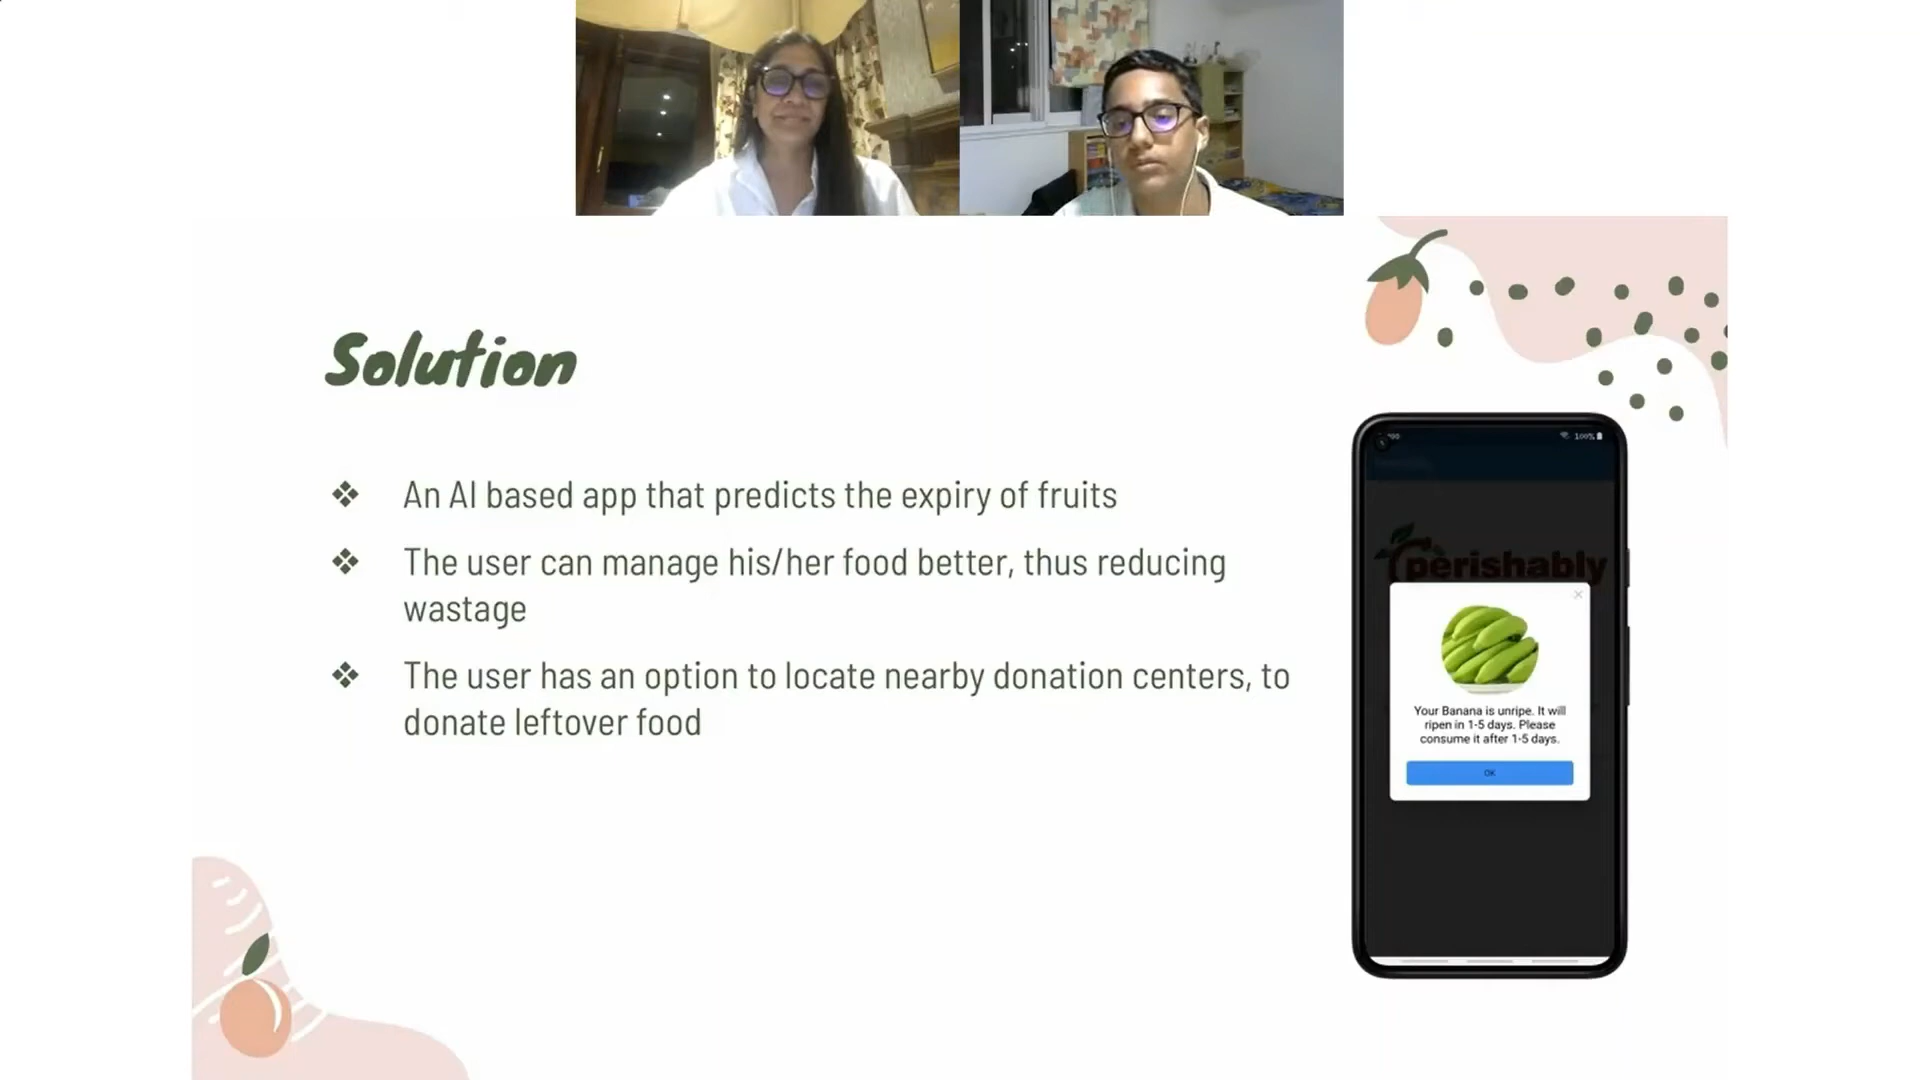 Solution
An AI based app that predicts the expiry of fruits
The user can manage his/her food better, thus reducing
wastage
The user has an option to locate nearby donation centers, to
donate leftover food
100%
perishably
Your Banana is unripe. It will
ripen in 1-5 days. Please
consume it after 1-5 days.
OK